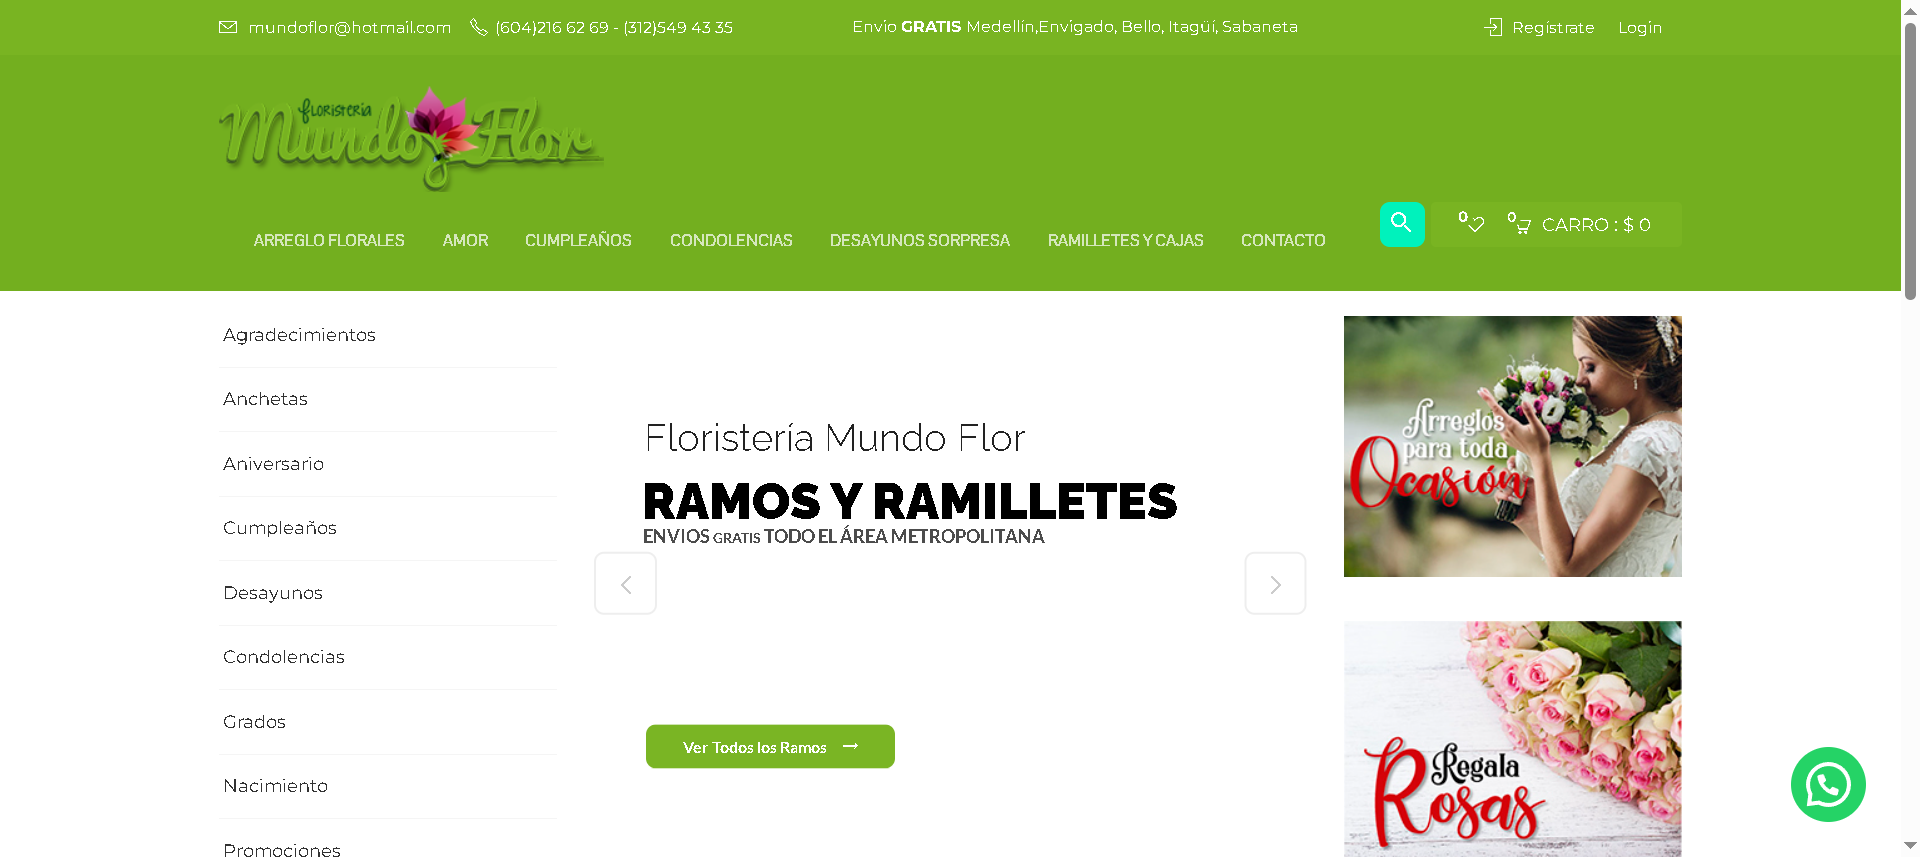 mundoflor@hotmail.com
(604)216 62 69 - (312)549 43 35
Envio GRATIS Medellín,Envigado, Bello, Itagüí, Sabaneta
Regístrate
Login
FLORISTERÍA
Mundo Flor
ARREGLO FLORALES
AMOR
CUMPLEAÑOS
CONDOLENCIAS
DESAYUNOS SORPRESA
RAMILLETES Y CAJAS
CONTACTO
0
0
CARRO : $ 0
Agradecimientos
Anchetas
Aniversario
Cumpleaños
Desayunos
Condolencias
Grados
Nacimiento
Promociones
Floristería Mundo Flor
RAMOS Y RAMILLETES
ENVIOS GRATIS TODO EL ÁREA METROPOLITANA
Ver Todos los Ramos
Arreglos
para toda
Ocasión
Regala
Rosas